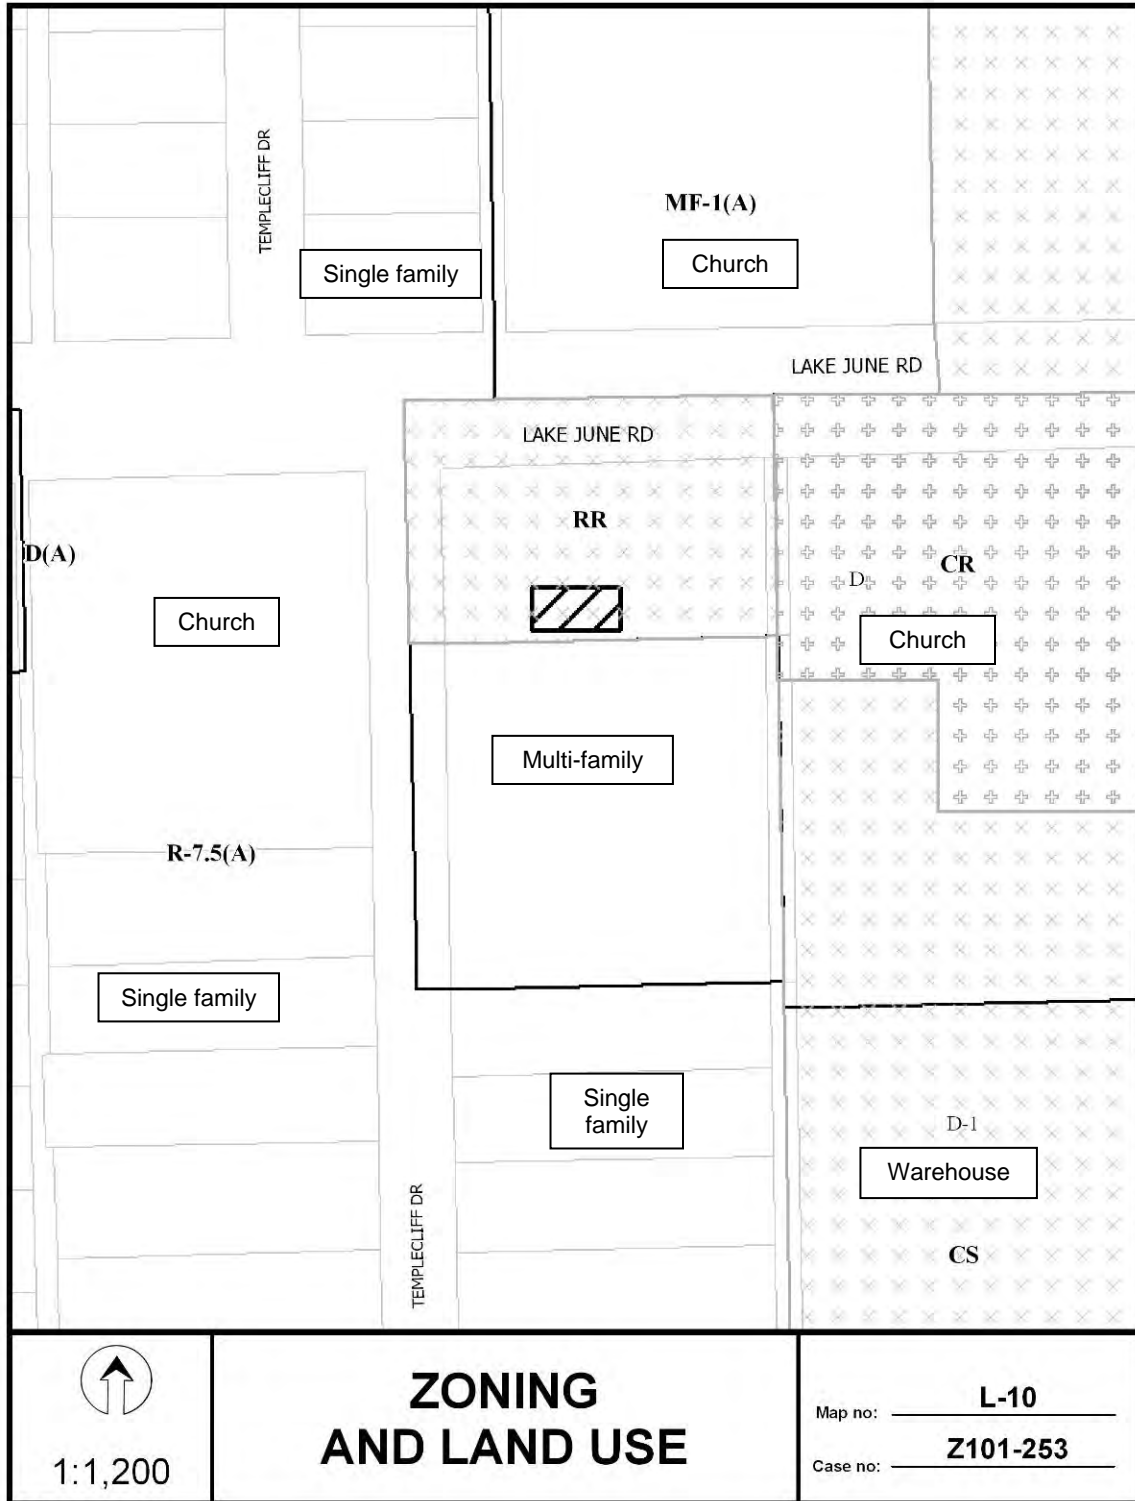 TEMPLECLIFF DR
MF-1(A)
Single family
Church
LAKE JUNE RD
LAKE JUNE RD
RR
D(A)
CR
D
Church
Church
Multi-family
R-7.5(A)
Single family
Single
family
D-1
Warehouse
TEMPLECLIFF DR
CS
1:1,200
ZONING
AND LAND USE
Map no: L-10
Case no: Z101-253